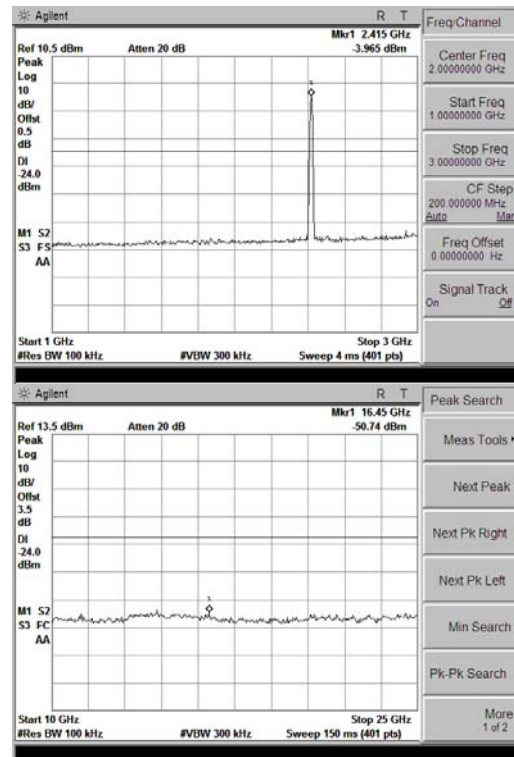 Agilent R T
Freq/Channel
Mkr1 2.415 GHz
Ref 10.5 dBm Atten 20 dB -3.965 dBm
Peak
Log
10
dB/
Offst
0.5
dB
DI
-24.0
dBm
M1 S2
S3 FS
AA
1
Start 1 GHz Stop 3 GHz
#Res BW 100 kHz #VBW 300 kHz Sweep 4 ms (401 pts)
Center Freq
2.00000000 GHz
Start Freq
1.00000000 GHz
Stop Freq
3.00000000 GHz
CF Step
200.000000 MHz
Auto Man
Freq Offset
0.00000000 Hz
Signal Track
On Off
Agilent R T
Peak Search
Mkr1 16.45 GHz
Ref 13.5 dBm Atten 20 dB -50.74 dBm
Peak
Log
10
dB/
Offst
3.5
dB
DI
-24.0
dBm
M1 S2
S3 FC
AA
1
Start 10 GHz Stop 25 GHz
#Res BW 100 kHz #VBW 300 kHz Sweep 150 ms (401 pts)
Meas Tools
Next Peak
Next Pk Right
Next Pk Left
Min Search
Pk-Pk Search
More
1 of 2